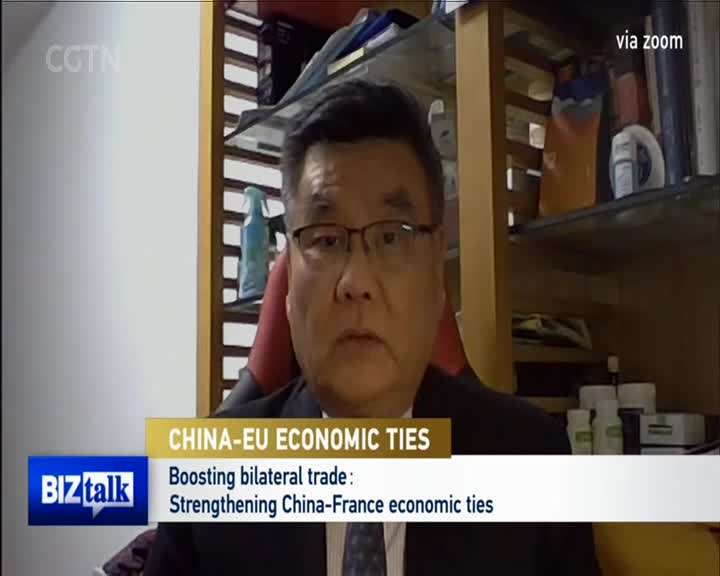 CGTN
via zoom
CHINA-EU ECONOMIC TIES
BIZtalk
Boosting bilateral trade:
Strengthening China-France economic ties